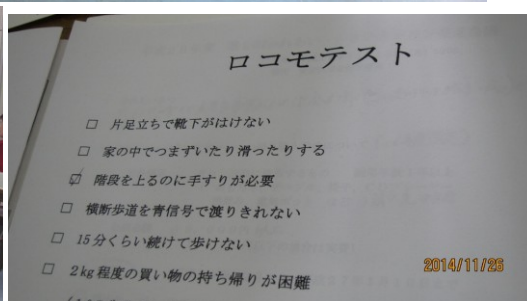 ロコモテスト
□ 片足立ちで靴下がはけない
□ 家の中でつまずいたり滑ったりする
☑ 階段を上るのに手すりが必要
□ 横断歩道を青信号で渡りきれない
□ 15分くらい続けて歩けない
□ 2kg程度の買い物の持ち帰りが困難
2014/11/26